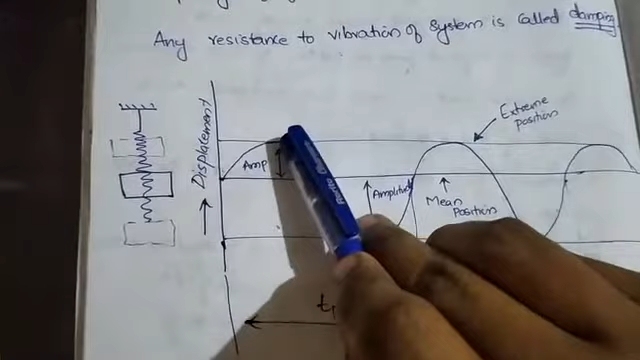 Any resistance to vibration of system is called damping
Extreme
position
Displacement
Amp
Amplitude
Mean
Position
t1